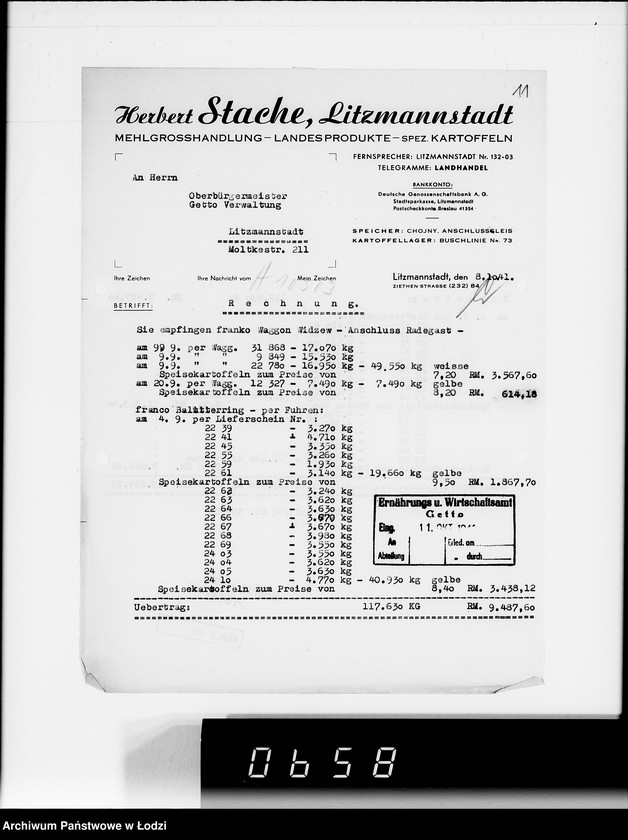 11
Herbert Stache, Litzmannstadt
MEHLGROSSHANDLUNG – LANDESPRODUKTE – SPEZ. KARTOFFELN
FERNSPRECHER: LITZMANNSTADT Nr. 132-03
TELEGRAMME: LANDHANDEL
BANKKONTO:
Deutsche Genossenschaftsbank A. G.
Stadtsparkasse, Litzmannstadt
Postscheckkonto Breslau 41354
SPEICHER: CHOJNY, ANSCHLUSSGLEIS
KARTOFFELLAGER: BUSCHLINIE No. 73
An Herrn
Oberbürgermeister
Getto Verwaltung
Litzmannstadt
Moltkestr. 211
Ihre Zeichen Ihre Nachricht vom Mein Zeichen
Litzmannstadt, den 8.10.41.
ZIETHEN-STRASSE (232) 84
BETRIFFT:
Rechnung.
Sie empfingen franko Waggon Widzew - Anschluss Radegast -
am 9.9. per Wagg. 31 868 - 17.070 kg
am 9.9. " " 9 849 - 15.530 kg
am 9.9. " " 22 780 - 16.950 kg - 49.550 kg weisse
Speisekartoffeln zum Preise von 7,20 RM. 3.567,60
am 20.9. per Wagg. 12 327 - 7.490 kg - 7.490 kg gelbe
Speisekartoffeln zum Preise von 8,20 RM. 614,18
franco Baluterring - per Fuhren:
am 4. 9. per Lieferschein Nr. :
22 39 - 3.270 kg
22 41 - 4.710 kg
22 45 - 3.350 kg
22 55 - 3.260 kg
22 59 - 1.930 kg
22 61 - 3.140 kg - 19.660 kg gelbe
Speisekartoffeln zum Preise von 9,50 RM. 1.867,70
22 62 - 3.240 kg
22 63 - 3.620 kg
22 64 - 3.630 kg
22 66 - 3.670 kg
22 67 - 3.670 kg
22 68 - 3.980 kg
22 69 - 3.550 kg
24 03 - 3.550 kg
24 04 - 3.620 kg
24 05 - 3.630 kg
24 10 - 4.770 kg - 40.930 kg gelbe
Speisekartoffeln zum Preise von 8,40 RM. 3.438,12
Ernährungs u. Wirtschaftsamt
Getto
Eing. 11. OKT. 1941
An Erled. am
Abteilung „ durch
Uebertrag: 117.630 KG RM. 9.487,60
0658
Archiwum Państwowe w Łodzi